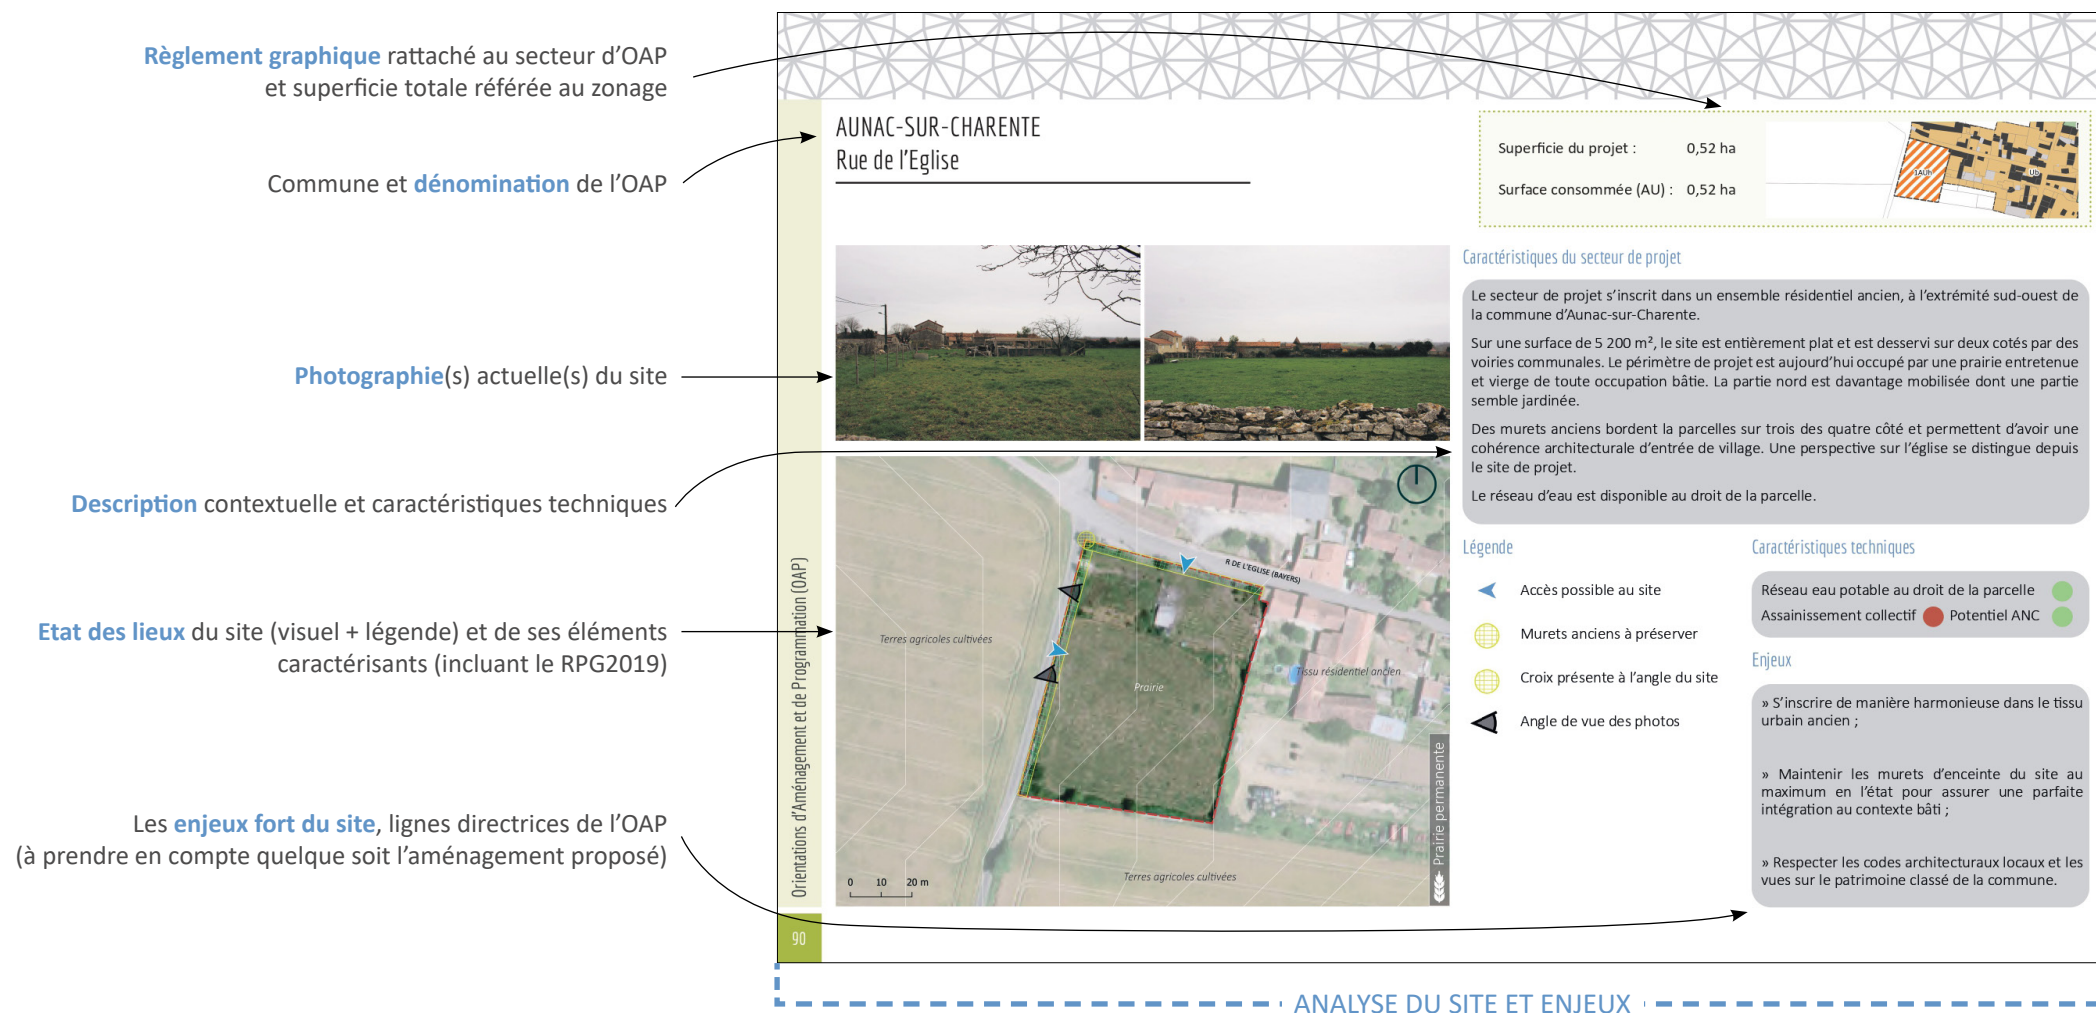 Règlement graphique rattaché au secteur d'OAP
et superficie totale référée au zonage
Commune et dénomination de l'OAP
Photographie(s) actuelle(s) du site
Description contextuelle et caractéristiques techniques
Etat des lieux du site (visuel + légende) et de ses éléments
caractérisants (incluant le RPG2019)
Les enjeux fort du site, lignes directrices de l'OAP
(à prendre en compte quelque soit l'aménagement proposé)
Orientations d'Aménagement et de Programmation (OAP)
90
AUNAC-SUR-CHARENTE
Rue de l'Eglise
Superficie du projet : 0,52 ha
Surface consommée (AU) : 0,52 ha
1AUh
Ub
Caractéristiques du secteur de projet
Le secteur de projet s'inscrit dans un ensemble résidentiel ancien, à l'extrémité sud-ouest de
la commune d'Aunac-sur-Charente.
Sur une surface de 5 200 m², le site est entièrement plat et est desservi sur deux cotés par des
voiries communales. Le périmètre de projet est aujourd'hui occupé par une prairie entretenue
et vierge de toute occupation bâtie. La partie nord est davantage mobilisée dont une partie
semble jardinée.
Des murets anciens bordent la parcelles sur trois des quatre côté et permettent d'avoir une
cohérence architecturale d'entrée de village. Une perspective sur l'église se distingue depuis
le site de projet.
Le réseau d'eau est disponible au droit de la parcelle.
R DE L'EGLISE (BAYERS)
Terres agricoles cultivées
Tissu résidentiel ancien
Prairie
Terres agricoles cultivées
Prairie permanente
0 10 20 m
Légende
Accès possible au site
Murets anciens à préserver
Croix présente à l'angle du site
Angle de vue des photos
Caractéristiques techniques
Réseau eau potable au droit de la parcelle
Assainissement collectif Potentiel ANC
Enjeux
» S'inscrire de manière harmonieuse dans le tissu
urbain ancien ;
» Maintenir les murets d'enceinte du site au
maximum en l'état pour assurer une parfaite
intégration au contexte bâti ;
» Respecter les codes architecturaux locaux et les
vues sur le patrimoine classé de la commune.
ANALYSE DU SITE ET ENJEUX